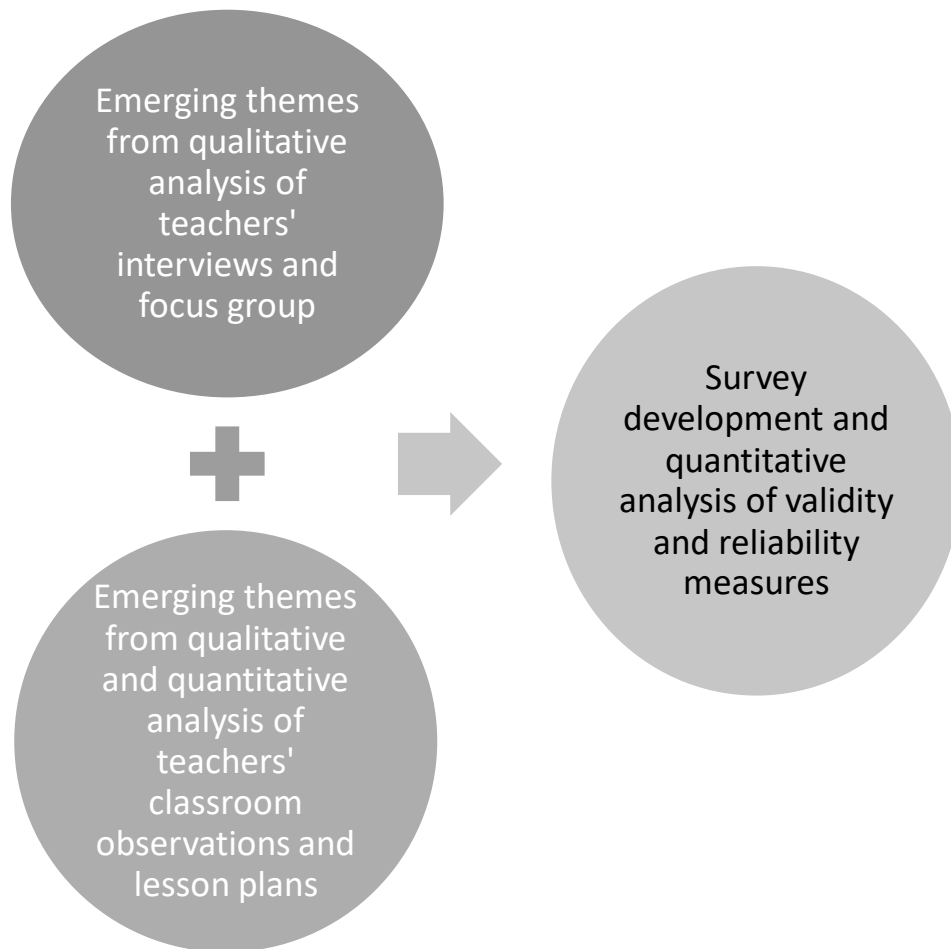 Emerging themes
from qualitative
analysis of
teachers'
interviews and
focus group
Emerging themes
from qualitative
and quantitative
analysis of
teachers'
classroom
observations and
lesson plans
Survey
development and
quantitative
analysis of validity
and reliability
measures